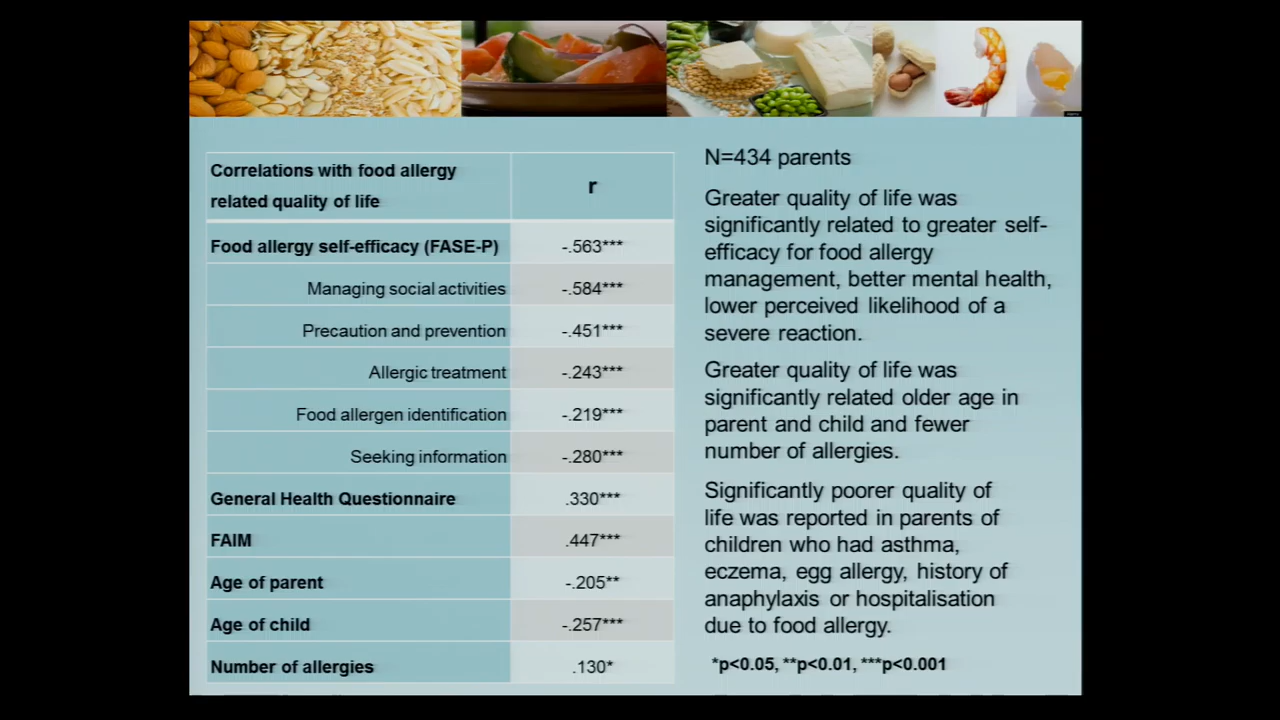 Correlations with food allergy
related quality of life
r
Food allergy self-efficacy (FASE-P) -.563***
Managing social activities -.584***
Precaution and prevention -.451***
Allergic treatment -.243***
Food allergen identification -.219***
Seeking information -.280***
General Health Questionnaire .330***
FAIM .447***
Age of parent -.205**
Age of child -.257***
Number of allergies .130*
N=434 parents
Greater quality of life was
significantly related to greater self-
efficacy for food allergy
management, better mental health,
lower perceived likelihood of a
severe reaction.
Greater quality of life was
significantly related older age in
parent and child and fewer
number of allergies.
Significantly poorer quality of
life was reported in parents of
children who had asthma,
eczema, egg allergy, history of
anaphylaxis or hospitalisation
due to food allergy.
*p<0.05, **p<0.01, ***p<0.001